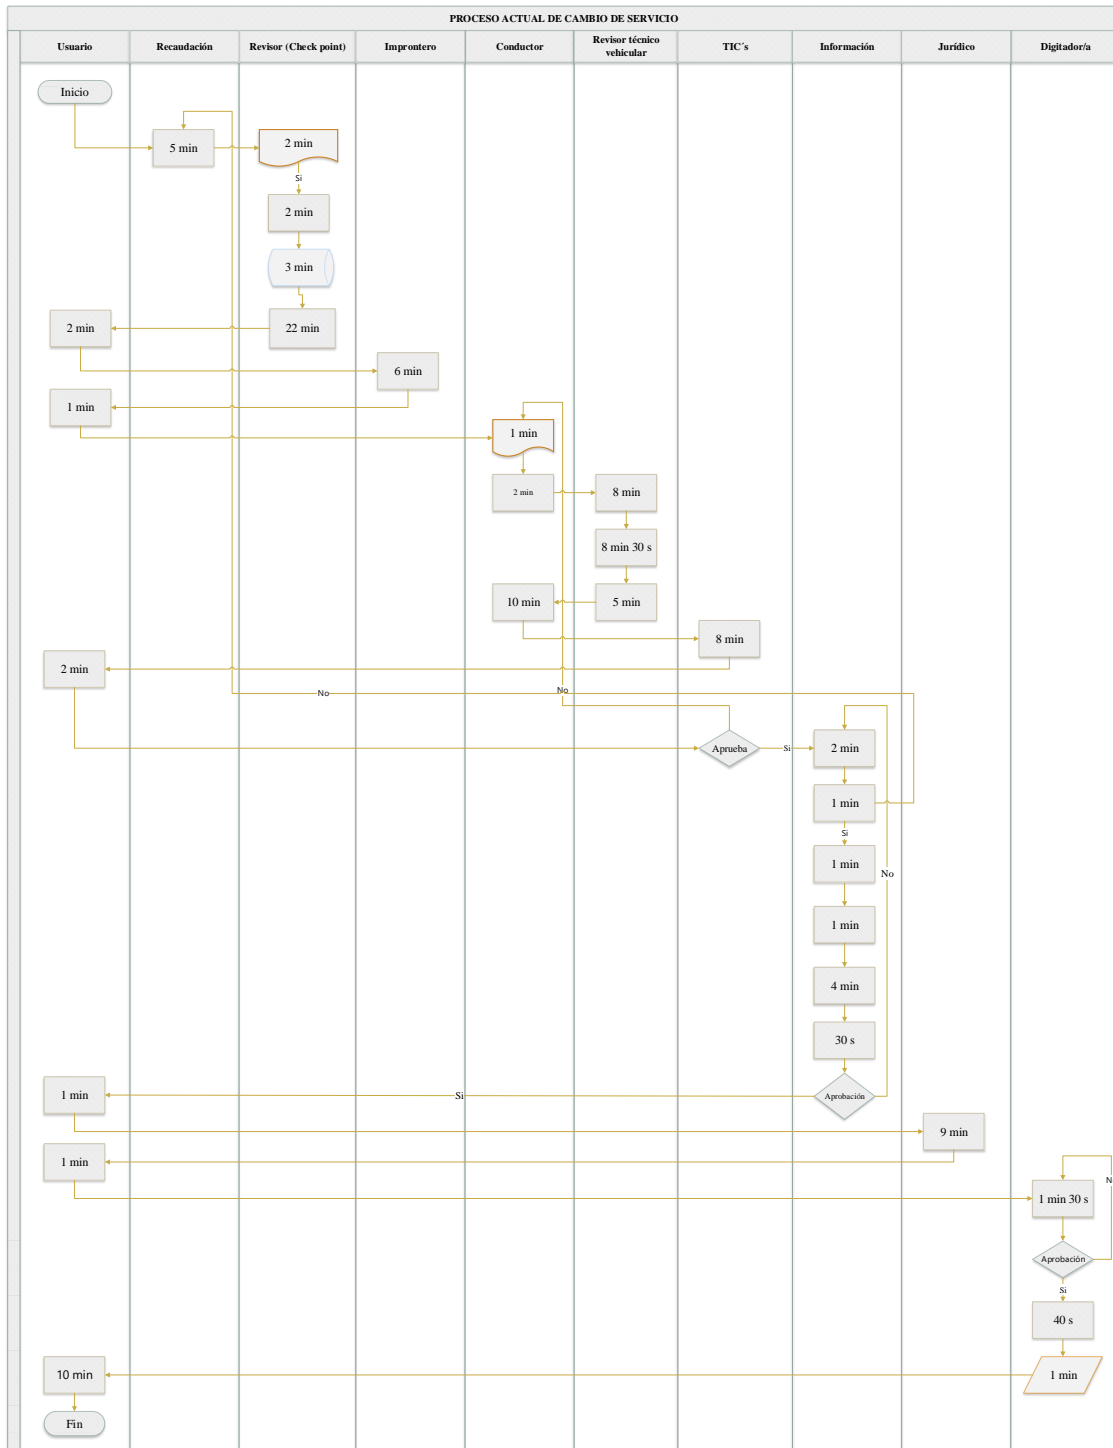 PROCESO ACTUAL DE CAMBIO DE SERVICIO
Usuario
Recaudación
Revisor (Check point)
Improntero
Conductor
Revisor técnico
vehicular
TIC´s
Información
Jurídico
Digitador/a
Inicio
5 min
2 min
Si
2 min
3 min
2 min
22 min
6 min
1 min
1 min
2 min
8 min
8 min 30 s
10 min
5 min
8 min
2 min
No
No
Aprueba
Si
2 min
1 min
Si
1 min
No
1 min
4 min
30 s
1 min
Si
Aprobación
9 min
1 min
1 min 30 s
Aprobación
Si
40 s
10 min
1 min
Fin